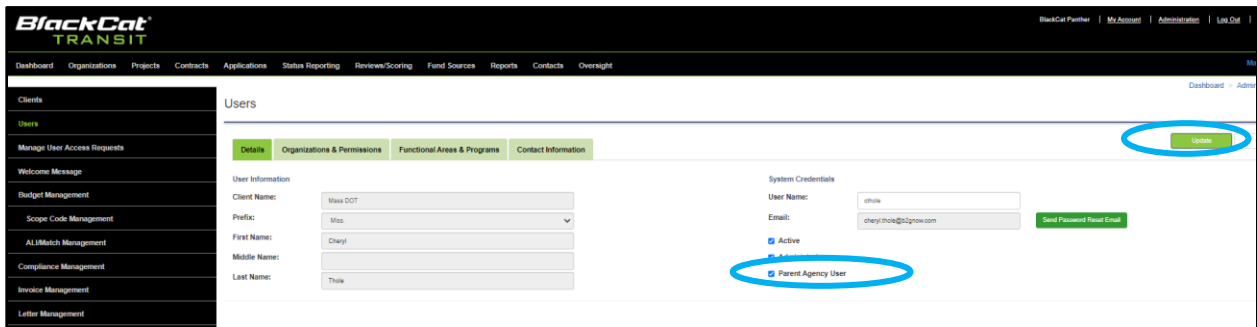 BlackCat
TRANSIT
BlackCat Panther | My Account | Administration | Log Out |
Dashboard Organizations Projects Contracts Applications Status Reporting Reviews/Scoring Fund Sources Reports Contacts Oversight
Dashboard >
Clients
Users
Manage User Access Requests
Welcome Message
Budget Management
Scope Code Management
ALI/Match Management
Compliance Management
Invoice Management
Letter Management
Users
Update
Details Organizations & Permissions Functional Areas & Programs Contact Information
User Information
Client Name: Mass DOT
Prefix: Miss.
First Name: Cheryl
Middle Name:
Last Name: Thole
System Credentials
User Name: cthole
Email: cheryl.thole@b2gnow.com Send Password Reset Email
Active
Parent Agency User